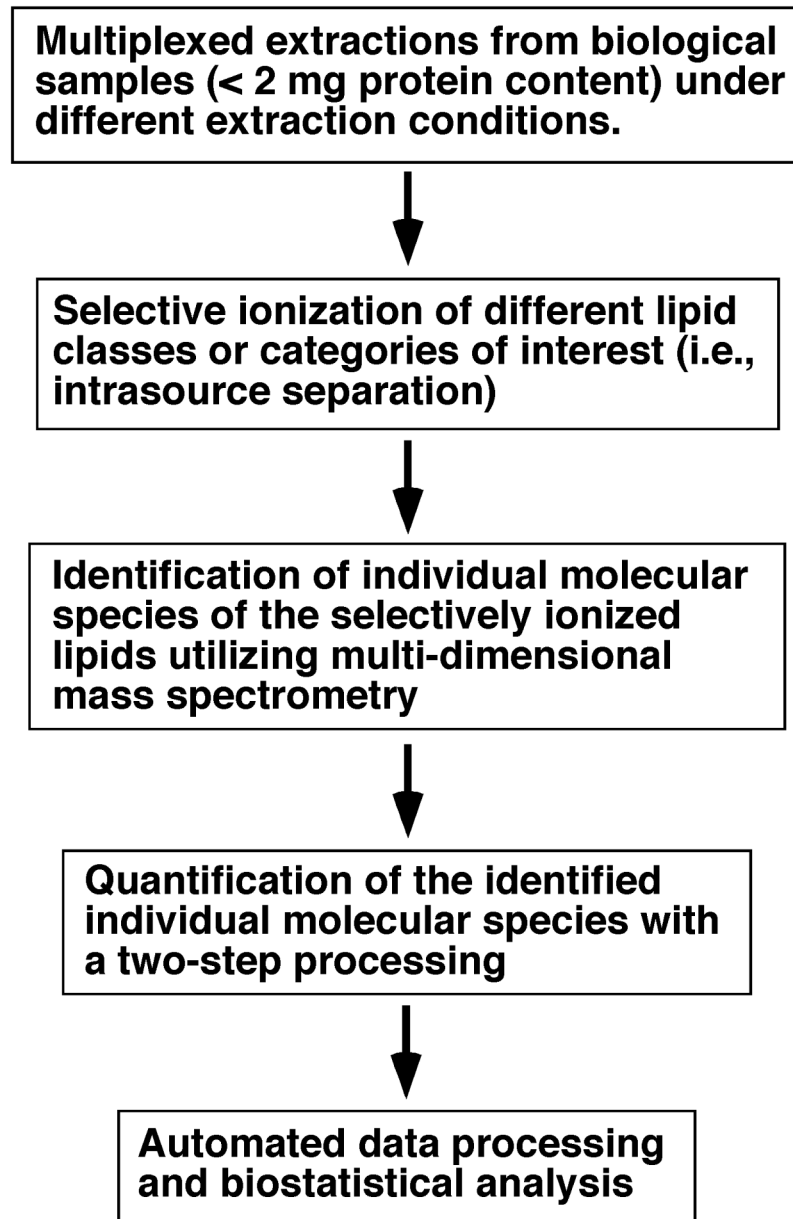 Multiplexed extractions from biological
samples (< 2 mg protein content) under
different extraction conditions.
Selective ionization of different lipid
classes or categories of interest (i.e.,
intrasource separation)
Identification of individual molecular
species of the selectively ionized
lipids utilizing multi-dimensional
mass spectrometry
Quantification of the identified
individual molecular species with
a two-step processing
Automated data processing
and biostatistical analysis